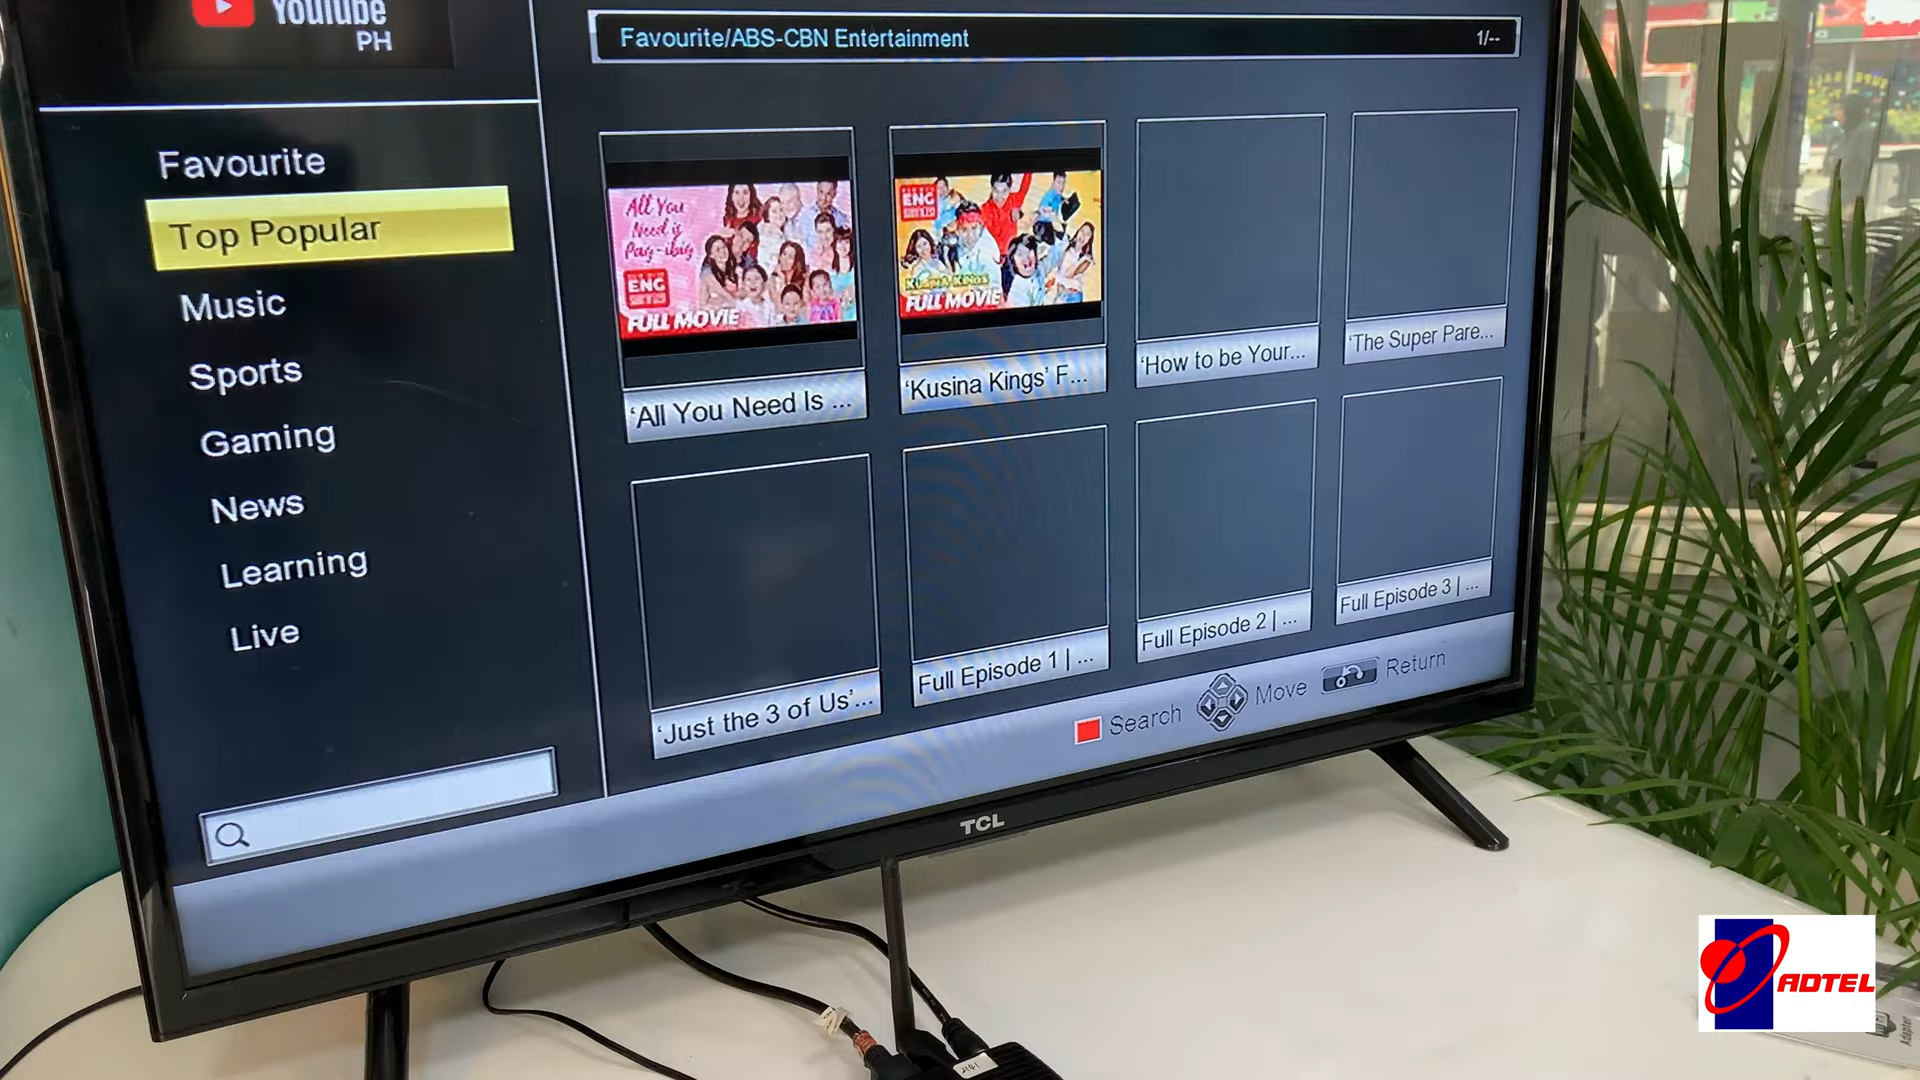 YouTube
PH
Favourite/ABS-CBN Entertainment
1/--
Favourite
Top Popular
Music
Sports
Gaming
News
Learning
Live
All You
Need is
Pag-ibig
ENG
FULL MOVIE
'All You Need Is ...
ENG
KUSINA KINGS
FULL MOVIE
'Kusina Kings' F...
'How to be Your...
'The Super Pare...
'Just the 3 of Us'...
Full Episode 1 | ...
Full Episode 2 | ...
Full Episode 3 | ...
Search
Move
Return
TCL
ADTEL
Adapter